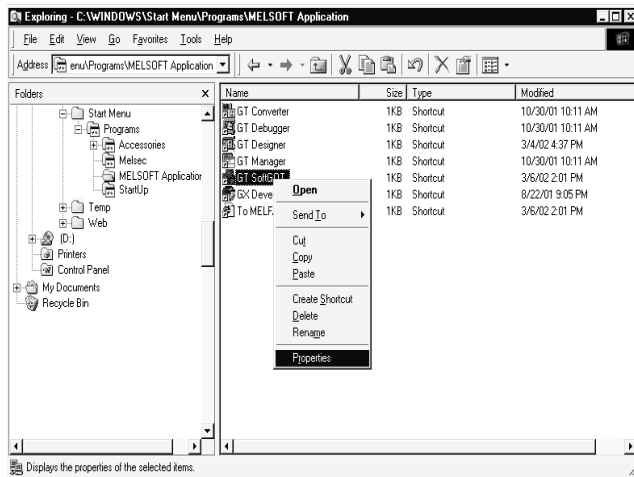 Exploring - C:\WINDOWS\Start Menu\Programs\MELSOFT Application
File Edit View Go Favorites Tools Help
Address enu\Programs\MELSOFT Application
Folders x
Name Size Type Modified
Start Menu
Programs
Accessories
Melsec
MELSOFT Applicatior
StartUp
Temp
Web
(D:)
Printers
Control Panel
My Documents
Recycle Bin
GT Converter 1KB Shortcut 10/30/01 10:11 AM
GT Debugger 1KB Shortcut 10/30/01 10:11 AM
GT Designer 1KB Shortcut 3/4/02 4:37 PM
GT Manager 1KB Shortcut 10/30/01 10:11 AM
GT SoftGOT 1KB Shortcut 3/6/02 2:01 PM
GX Deve 1KB Shortcut 8/22/01 9:05 PM
To MELF 1KB Shortcut 3/6/02 2:01 PM
Open
Send To
Cut
Copy
Paste
Create Shortcut
Delete
Rename
Properties
Displays the properties of the selected items.